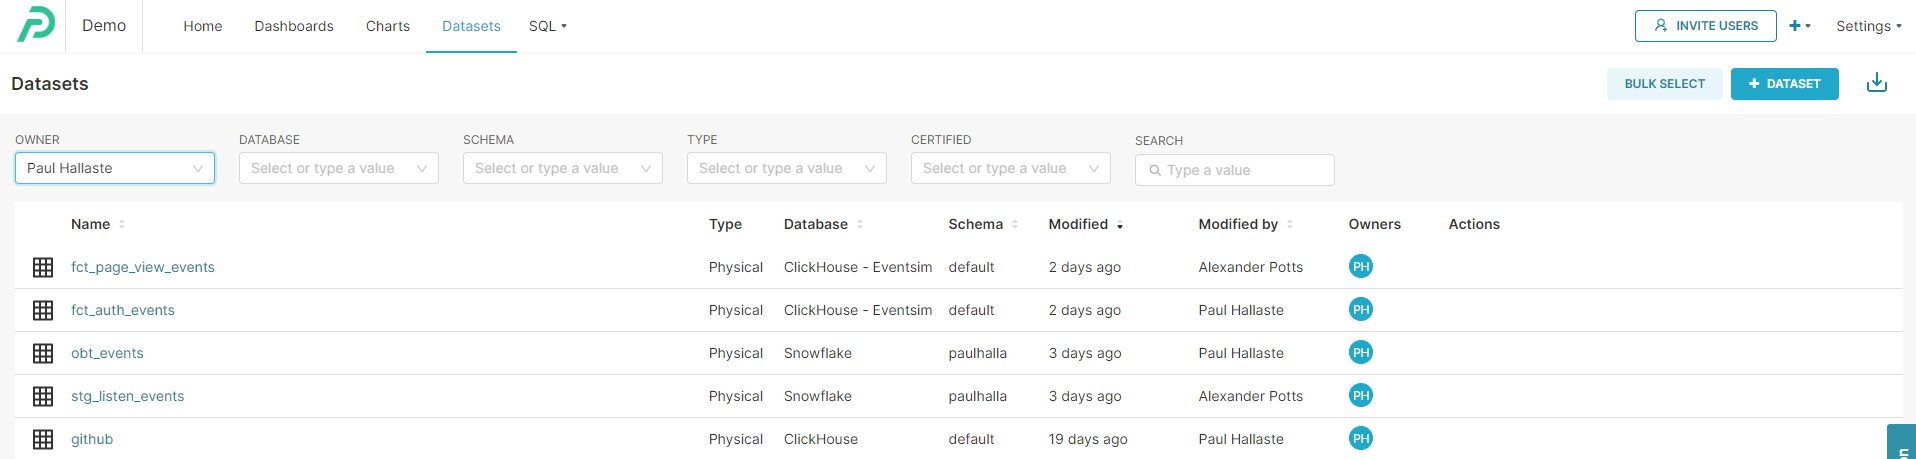 Demo Home Dashboards Charts Datasets SQL INVITE USERS Settings
Datasets BULK SELECT + DATASET
OWNER DATABASE SCHEMA TYPE CERTIFIED SEARCH
Paul Hallaste Select or type a value Select or type a value Select or type a value Select or type a value Type a value
Name Type Database Schema Modified Modified by Owners Actions
fct_page_view_events Physical ClickHouse - Eventsim default 2 days ago Alexander Potts PH
fct_auth_events Physical ClickHouse - Eventsim default 2 days ago Paul Hallaste PH
obt_events Physical Snowflake paulhalla 3 days ago Paul Hallaste PH
stg_listen_events Physical Snowflake paulhalla 3 days ago Alexander Potts PH
github Physical ClickHouse default 19 days ago Paul Hallaste PH